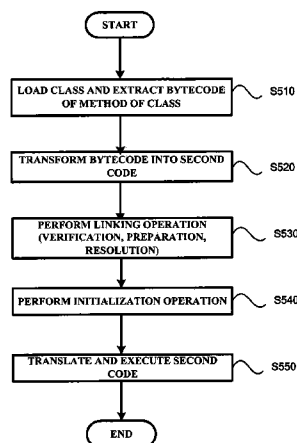 START
LOAD CLASS AND EXTRACT BYTECODE
OF METHOD OF CLASS
S510
TRANSFORM BYTECODE INTO SECOND
CODE
S520
PERFORM LINKING OPERATION
(VERIFICATION, PREPARATION,
RESOLUTION)
S530
PERFORM INITIALIZATION OPERATION
S540
TRANSLATE AND EXECUTE SECOND
CODE
S550
END